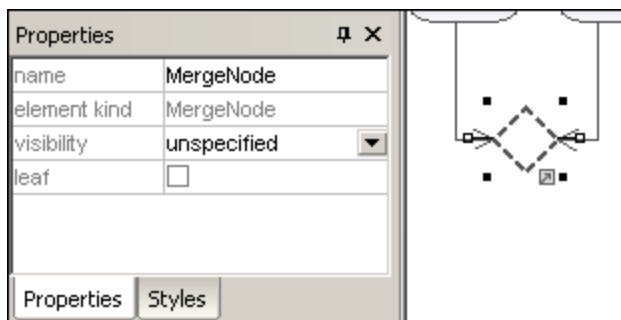 Properties
name MergeNode
element kind MergeNode
visibility unspecified
leaf
Properties Styles